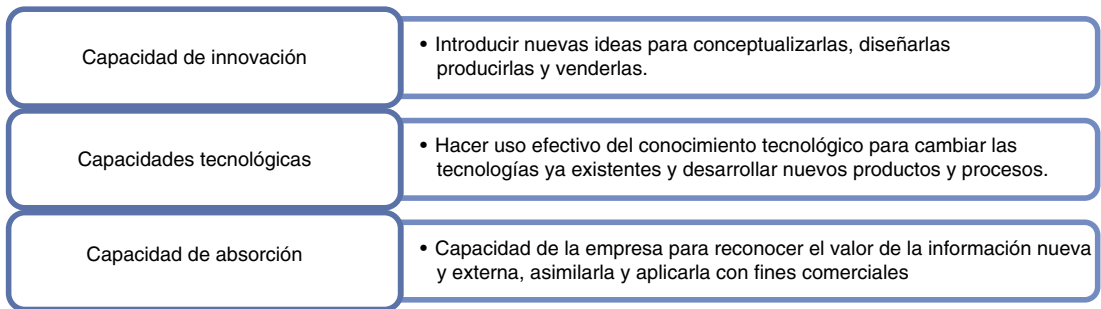 Capacidad de innovación
• Introducir nuevas ideas para conceptualizarlas, diseñarlas
producirlas y venderlas.
Capacidades tecnológicas
• Hacer uso efectivo del conocimiento tecnológico para cambiar las
tecnologías ya existentes y desarrollar nuevos productos y procesos.
Capacidad de absorción
• Capacidad de la empresa para reconocer el valor de la información nueva
y externa, asimilarla y aplicarla con fines comerciales